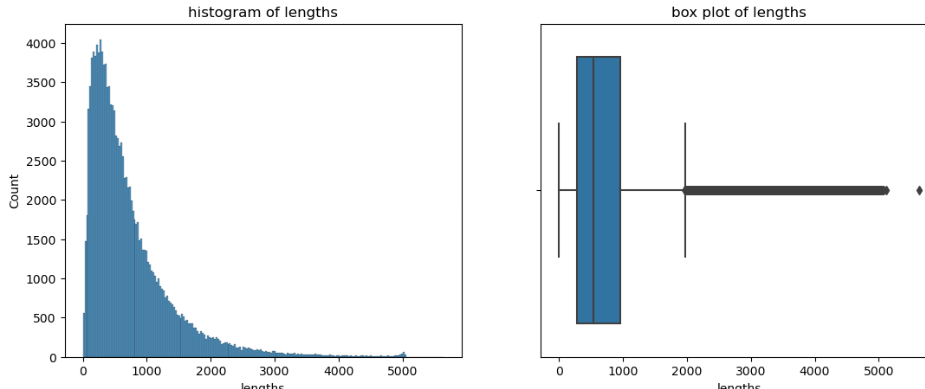 histogram of lengths
4000
3500
3000
2500
2000
1500
1000
500
0
Count
0 1000 2000 3000 4000 5000
lengths
box plot of lengths
0 1000 2000 3000 4000 5000
lengths